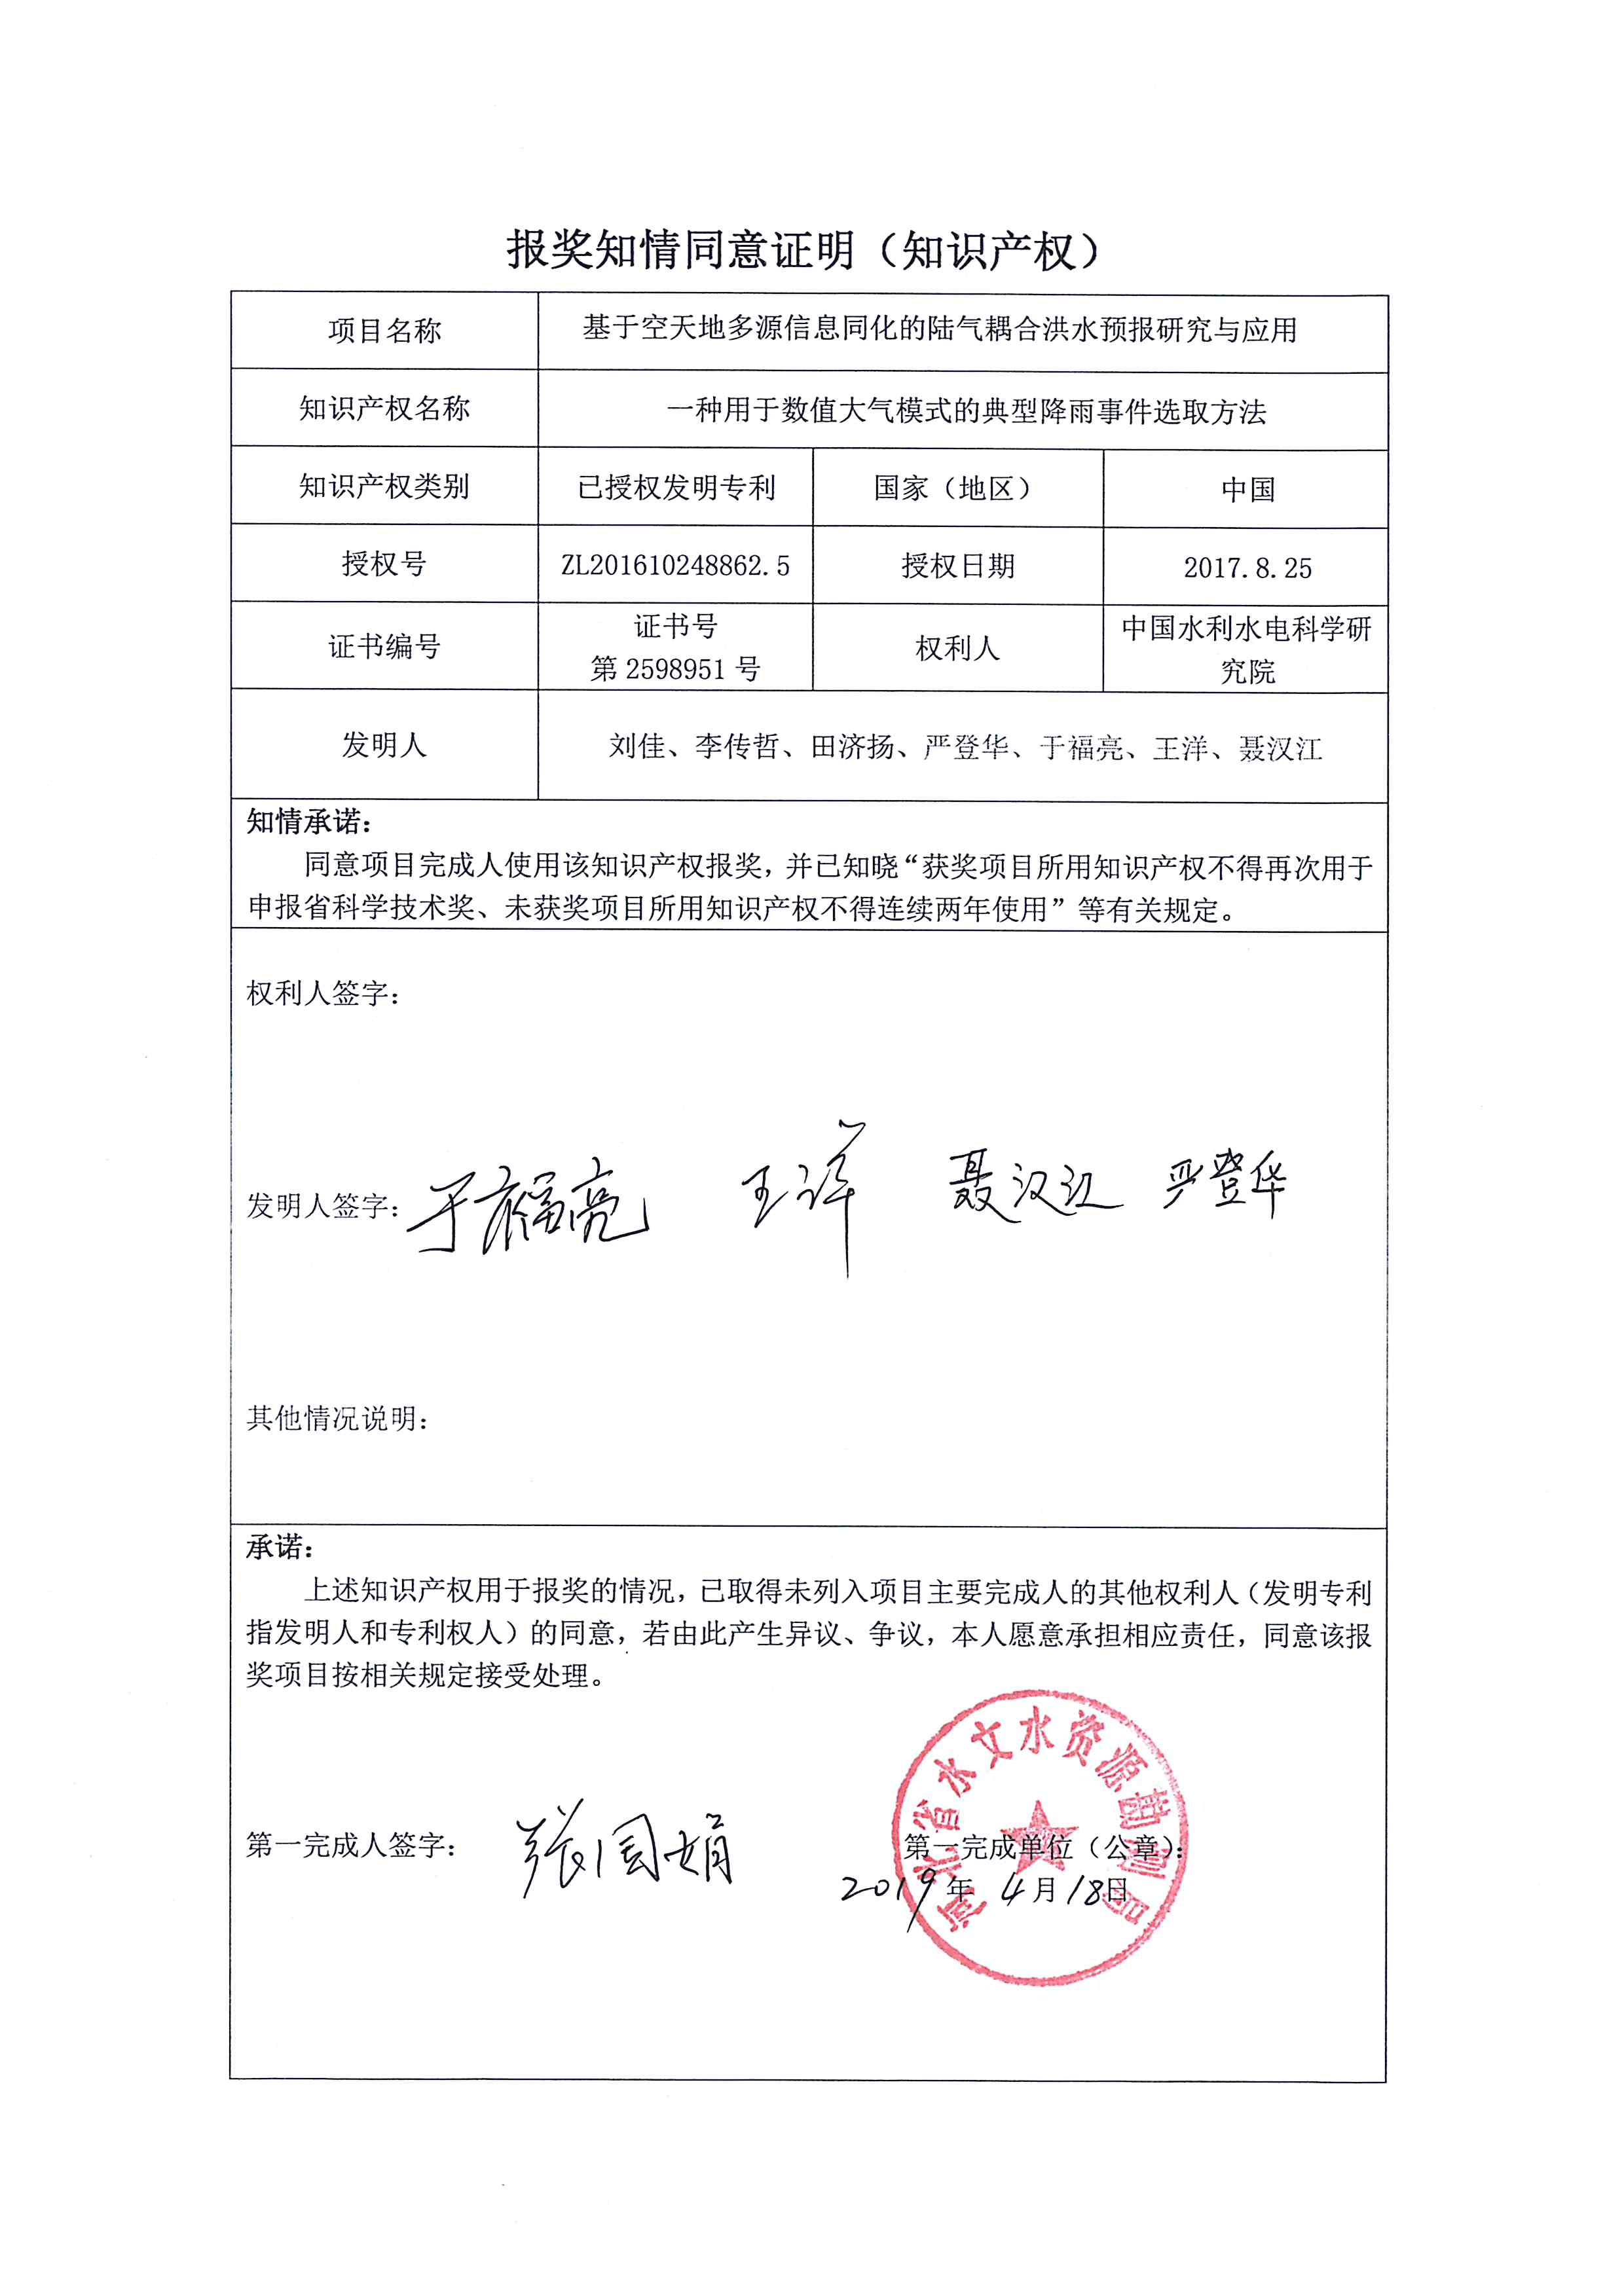 报奖知情同意证明（知识产权）
项目名称 基于空天地多源信息同化的陆气耦合洪水预报研究与应用
知识产权名称 一种用于数值大气模式的典型降雨事件选取方法
知识产权类别 已授权发明专利 国家（地区） 中国
授权号 ZL201610248862.5 授权日期 2017.8.25
证书编号 证书号 第 2598951 号 权利人 中国水利水电科学研究院
发明人 刘佳、李传哲、田济扬、严登华、于福亮、王洋、聂汉江
知情承诺：
同意项目完成人使用该知识产权报奖，并已知晓“获奖项目所用知识产权不得再次用于
申报省科学技术奖、未获奖项目所用知识产权不得连续两年使用”等有关规定。
权利人签字：
发明人签字：于福亮 王洋 聂汉江 严登华
其他情况说明：
承诺：
上述知识产权用于报奖的情况，已取得未列入项目主要完成人的其他权利人（发明专利
指发明人和专利权人）的同意，若由此产生异议、争议，本人愿意承担相应责任，同意该报
奖项目按相关规定接受处理。
河北省水文水资源勘测局
第一完成人签字： 张国娟 第一完成单位（公章）：
2019年 4月18日